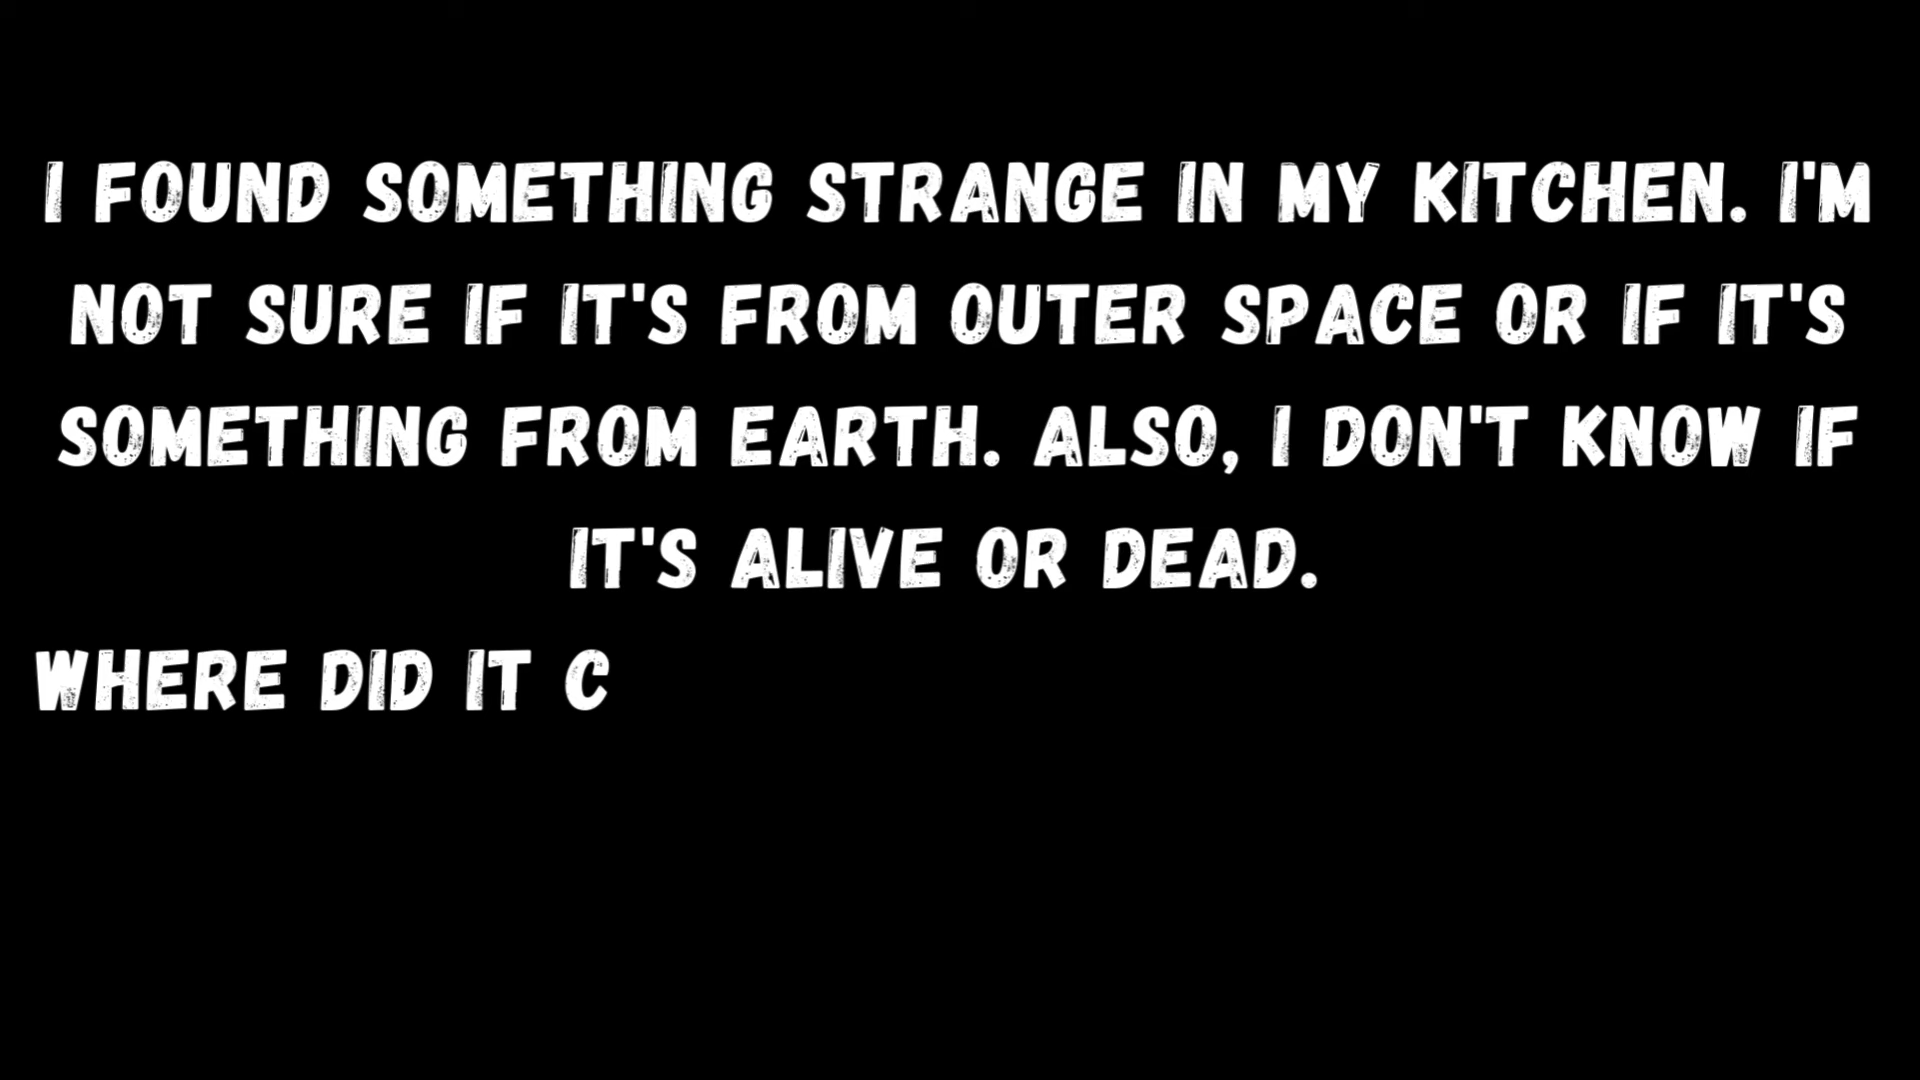 I FOUND SOMETHING STRANGE IN MY KITCHEN. I'M
NOT SURE IF IT'S FROM OUTER SPACE OR IF IT'S
SOMETHING FROM EARTH. ALSO, I DON'T KNOW IF
IT'S ALIVE OR DEAD.
WHERE DID IT C